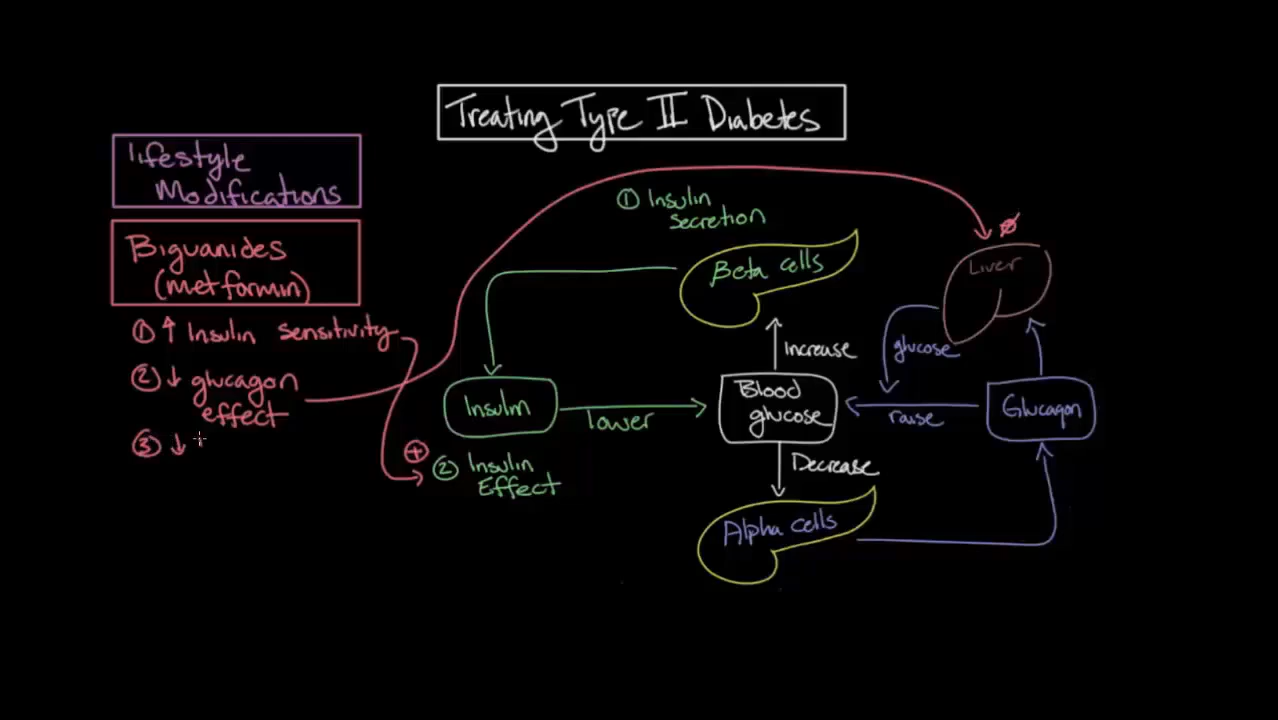 Treating Type II Diabetes
lifestyle
Modifications
Biguanides
(metformin)
① ↑ Insulin sensitivity
② ↓ glucagon
effect
③ ↓
① Insulin
secretion
Beta cells
Liver
Increase
glucose
Insulin
lower
Blood
glucose
raise
Glucagon
+
② Insulin
Effect
Decrease
Alpha cells